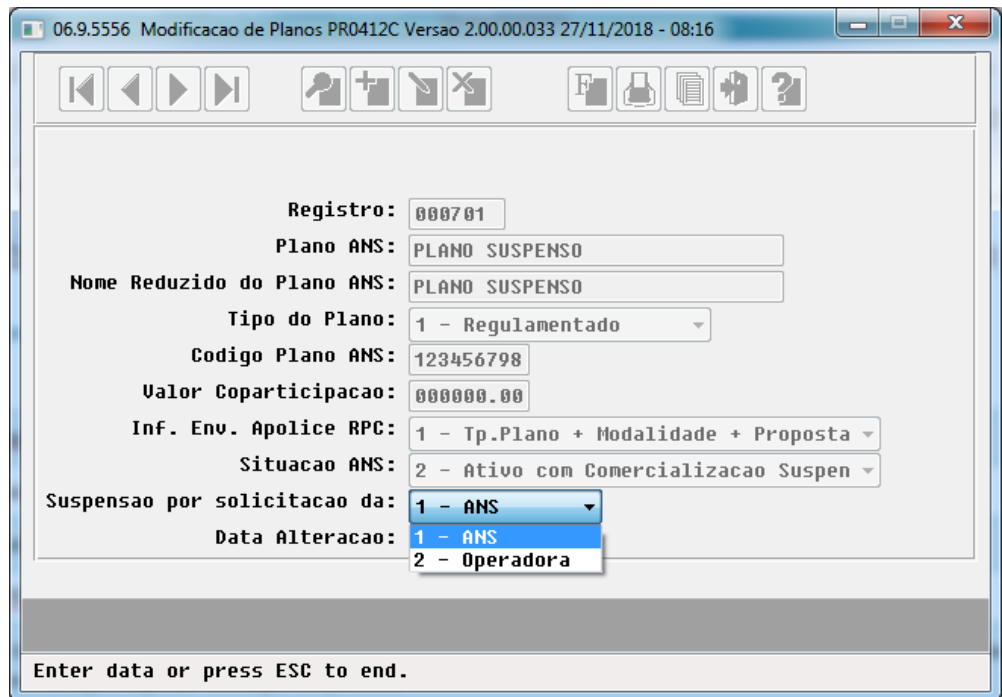 06.9.5556 Modificacao de Planos PR0412C Versao 2.00.00.033 27/11/2018 - 08:16
F ?
Registro: 000701
Plano ANS: PLANO SUSPENSO
Nome Reduzido do Plano ANS: PLANO SUSPENSO
Tipo do Plano: 1 - Regulamentado
Codigo Plano ANS: 123456798
Valor Coparticipacao: 000000.00
Inf. Env. Apolice RPC: 1 - Tp.Plano + Modalidade + Proposta
Situacao ANS: 2 - Ativo com Comercializacao Suspen
Suspensao por solicitacao da: 1 - ANS
Data Alteracao: 1 - ANS
2 - Operadora
Enter data or press ESC to end.